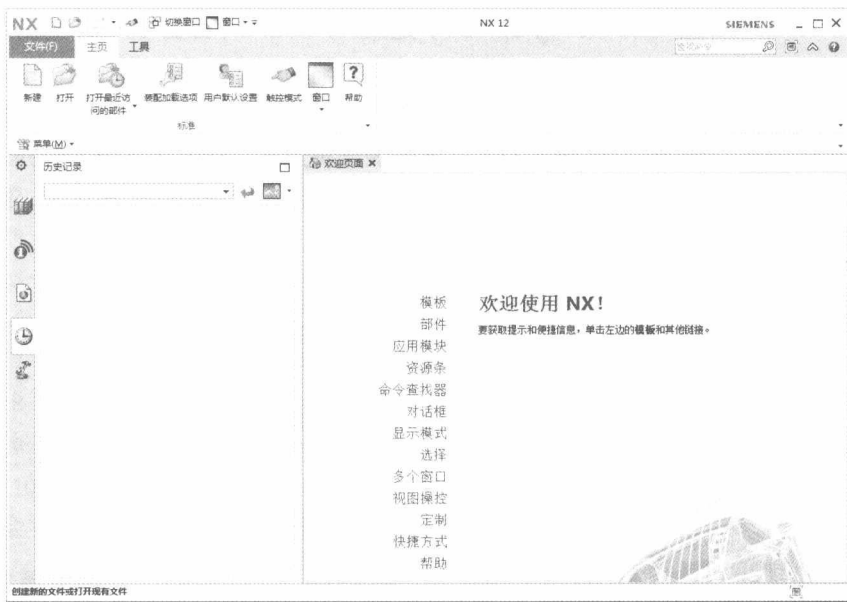 NX 切换窗口 窗口 NX 12 SIEMENS
文件(F) 主页 工具
新建 打开 打开最近访问的部件 装配加载选项 用户默认设置 触控模式 窗口 帮助
标准
菜单(M)
历史记录 欢迎页面
模板
部件
应用模块
资源条
命令查找器
对话框
显示模式
选择
多个窗口
视图操控
定制
快捷方式
帮助
欢迎使用 NX!
要获取提示和便捷信息，单击左边的模板和其他链接。
创建新的文件或打开现有文件